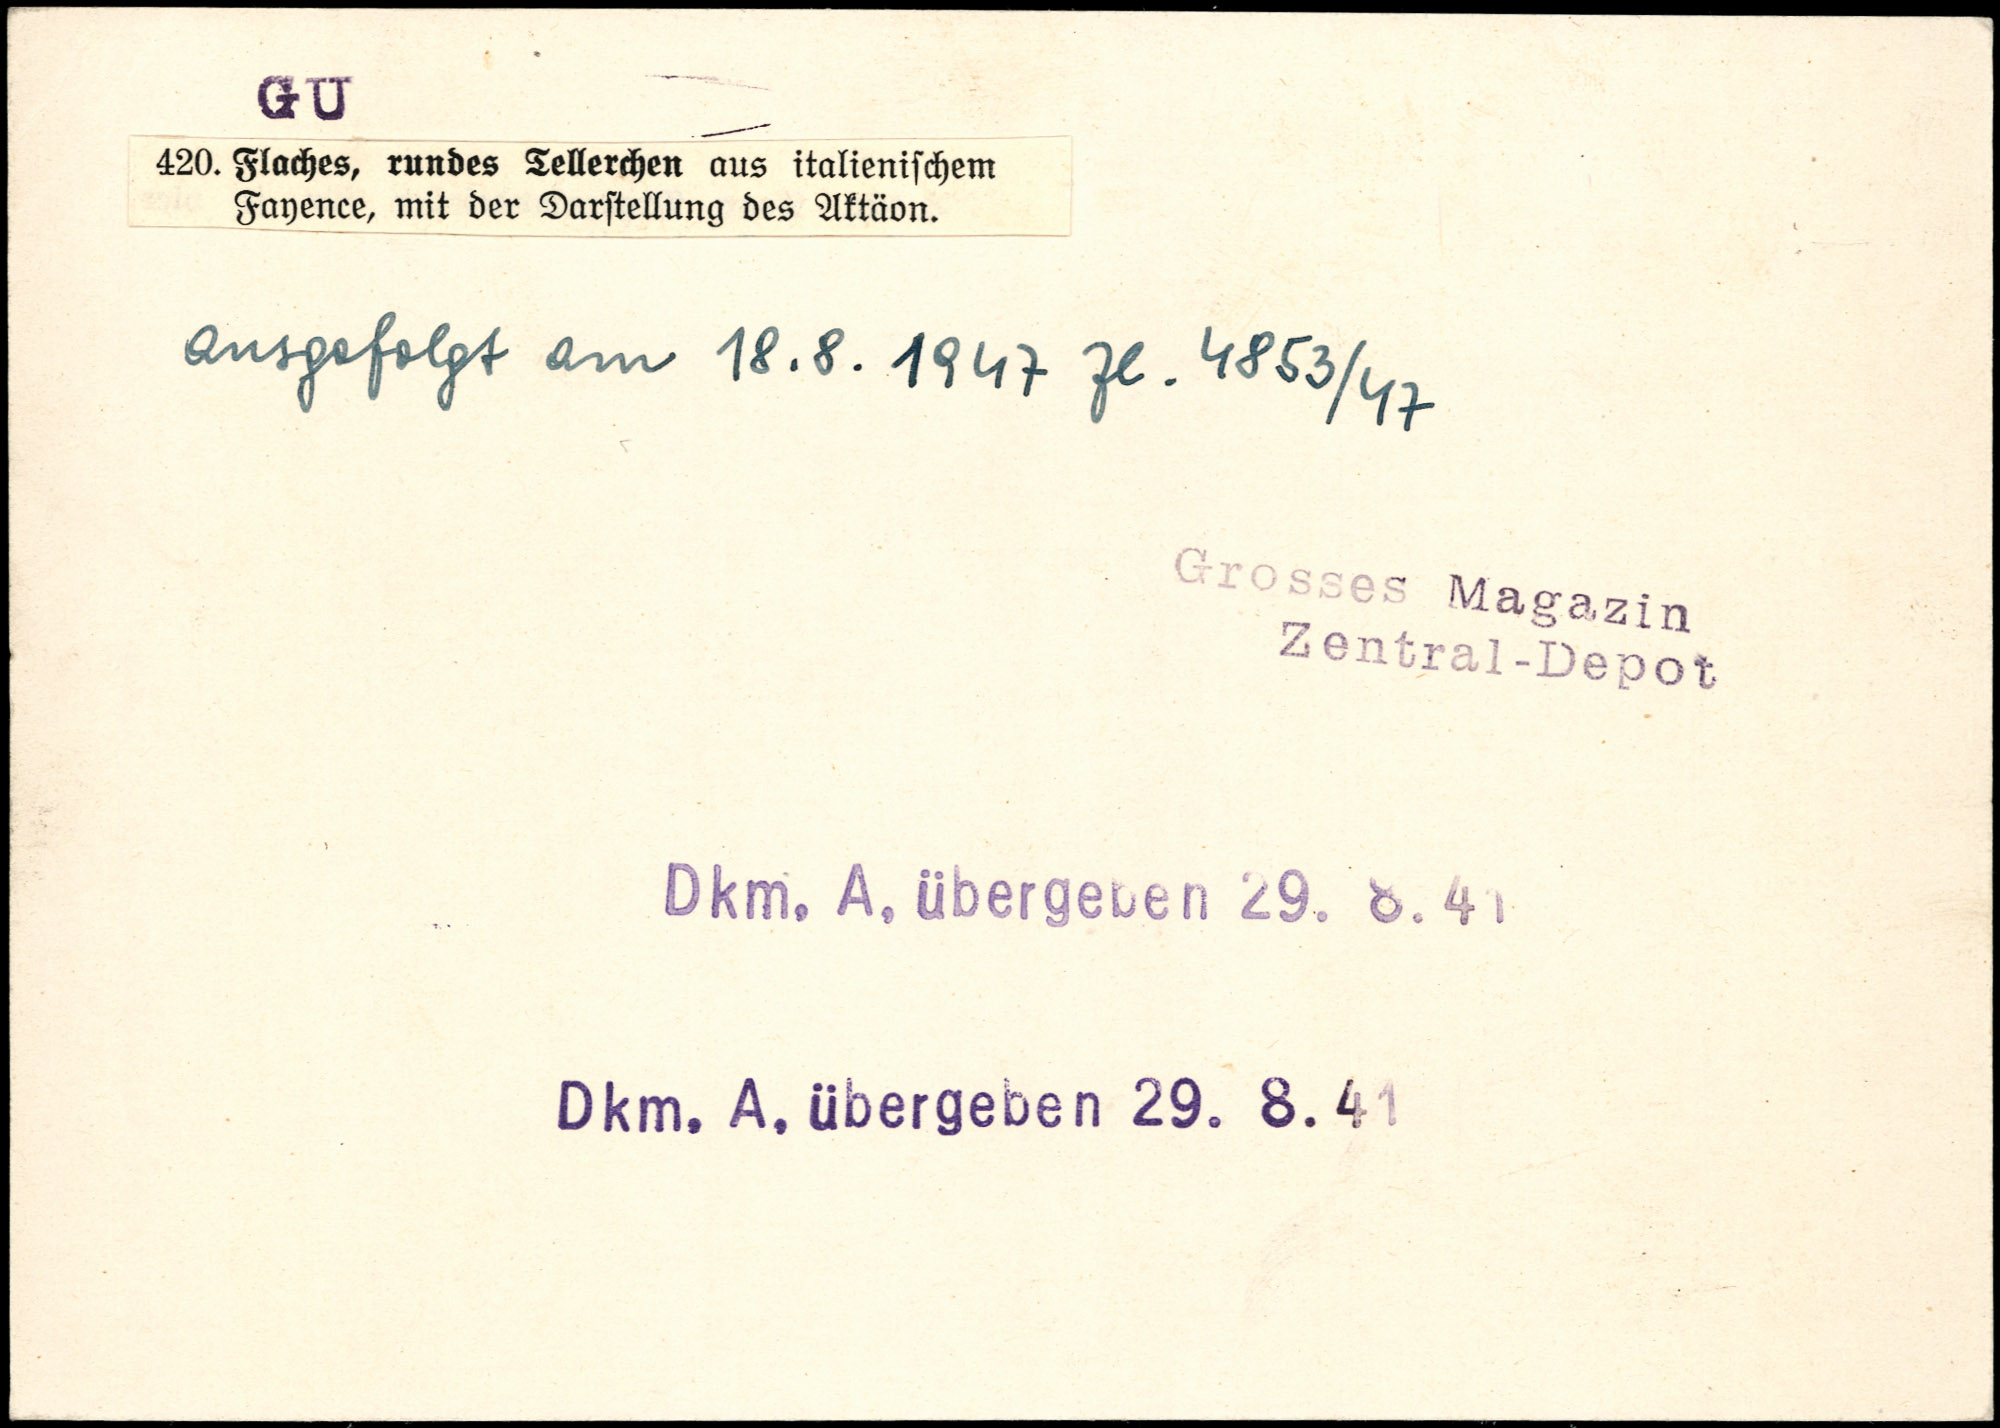 GU
420. Flaches, rundes Tellerchen aus italienischem
Fayence, mit der Darstellung des Aktäon.
ausgefolgt am 18.8. 1947 Zl. 4853/47
Grosses Magazin
Zentral-Depot
Dkm. A. übergeben 29. 8. 41
Dkm. A. übergeben 29. 8. 41